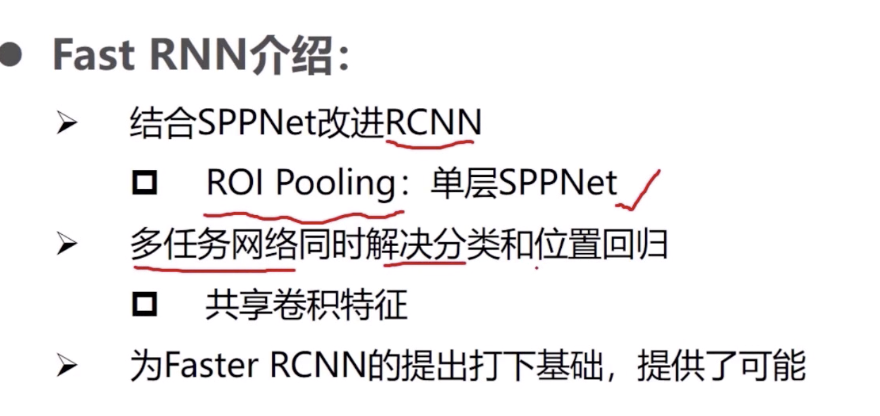 Fast RNN介绍：
结合SPPNet改进RCNN
ROI Pooling：单层SPPNet
多任务网络同时解决分类和位置回归
共享卷积特征
为Faster RCNN的提出打下基础，提供了可能